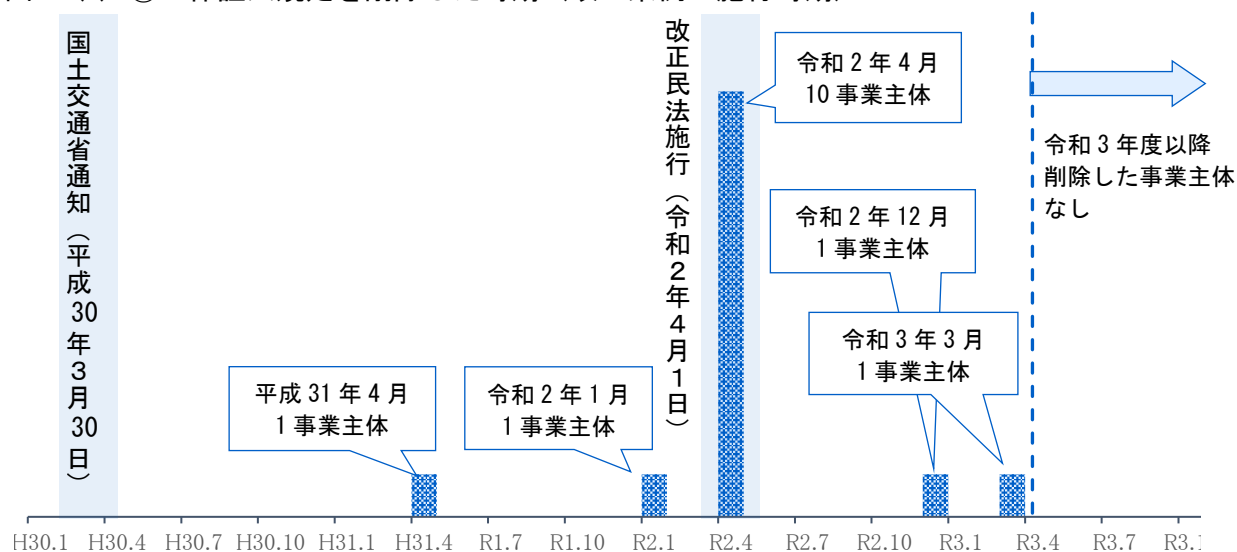 国土交通省通知（平成30年3月30日）
改正民法施行（令和2年4月1日）
令和2年4月
10事業主体
令和3年度以降
削除した事業主体
なし
令和2年12月
1事業主体
令和3年3月
1事業主体
平成31年4月
1事業主体
令和2年1月
1事業主体
H30.1 H30.4 H30.7 H30.10 H31.1 H31.4 R1.7 R1.10 R2.1 R2.4 R2.7 R2.10 R3.1 R3.4 R3.7